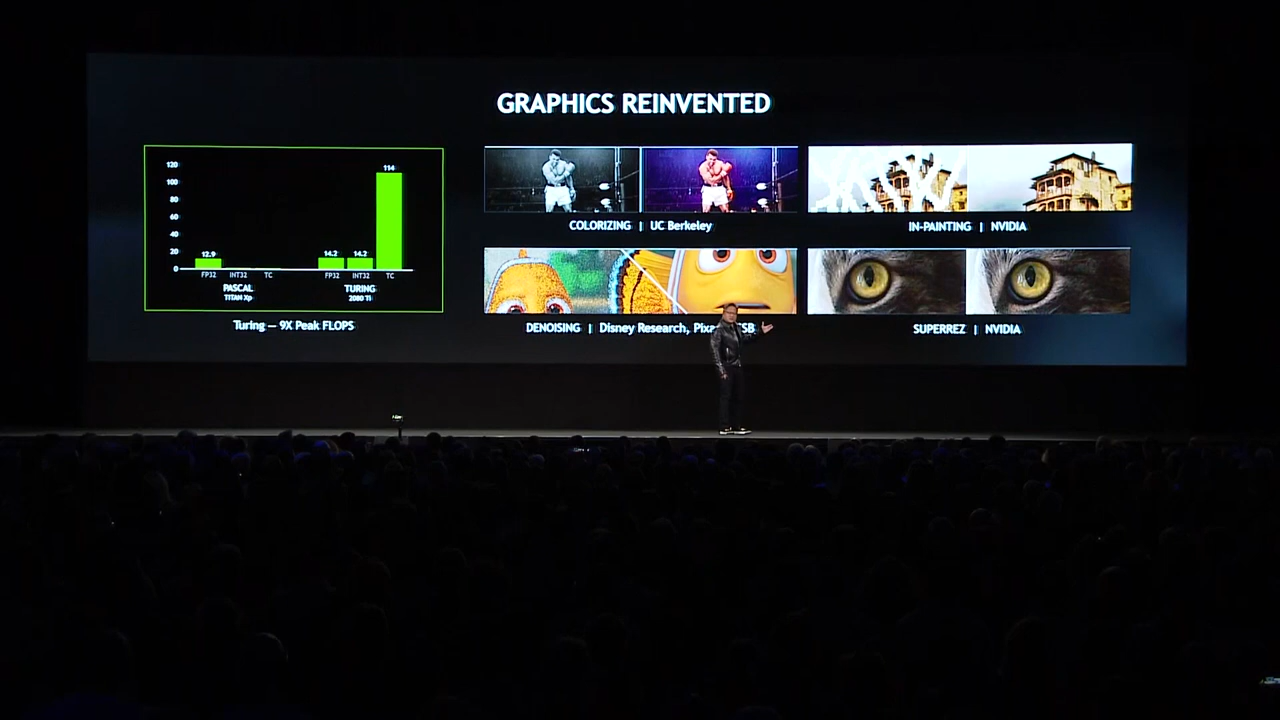 GRAPHICS REINVENTED
120
100
80
60
40
20
0
12.9
14.2
14.2
114
FP32 INT32 TC
FP32 INT32 TC
PASCAL
TITAN Xp
TURING
2080 Ti
Turing — 9X Peak FLOPS
COLORIZING | UC Berkeley
IN-PAINTING | NVIDIA
DENOISING | Disney Research, SB
SUPERREZ | NVIDIA